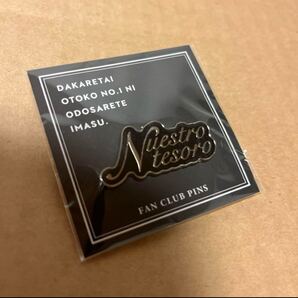 DAKARETAI
OTOKO NO.1 NI
ODOSARETE
IMASU.
Nuestro
tesoro
FAN CLUB PINS